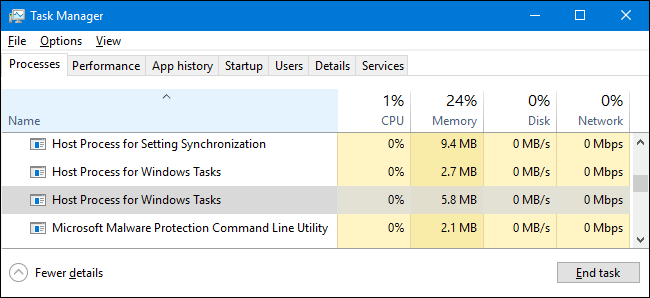 Task Manager
File Options View
Processes Performance App history Startup Users Details Services
1% 24% 0% 0%
Name CPU Memory Disk Network
Host Process for Setting Synchronization 0% 9.4 MB 0 MB/s 0 Mbps
Host Process for Windows Tasks 0% 2.7 MB 0 MB/s 0 Mbps
Host Process for Windows Tasks 0% 5.8 MB 0 MB/s 0 Mbps
Microsoft Malware Protection Command Line Utility 0% 2.1 MB 0 MB/s 0 Mbps
Fewer details End task